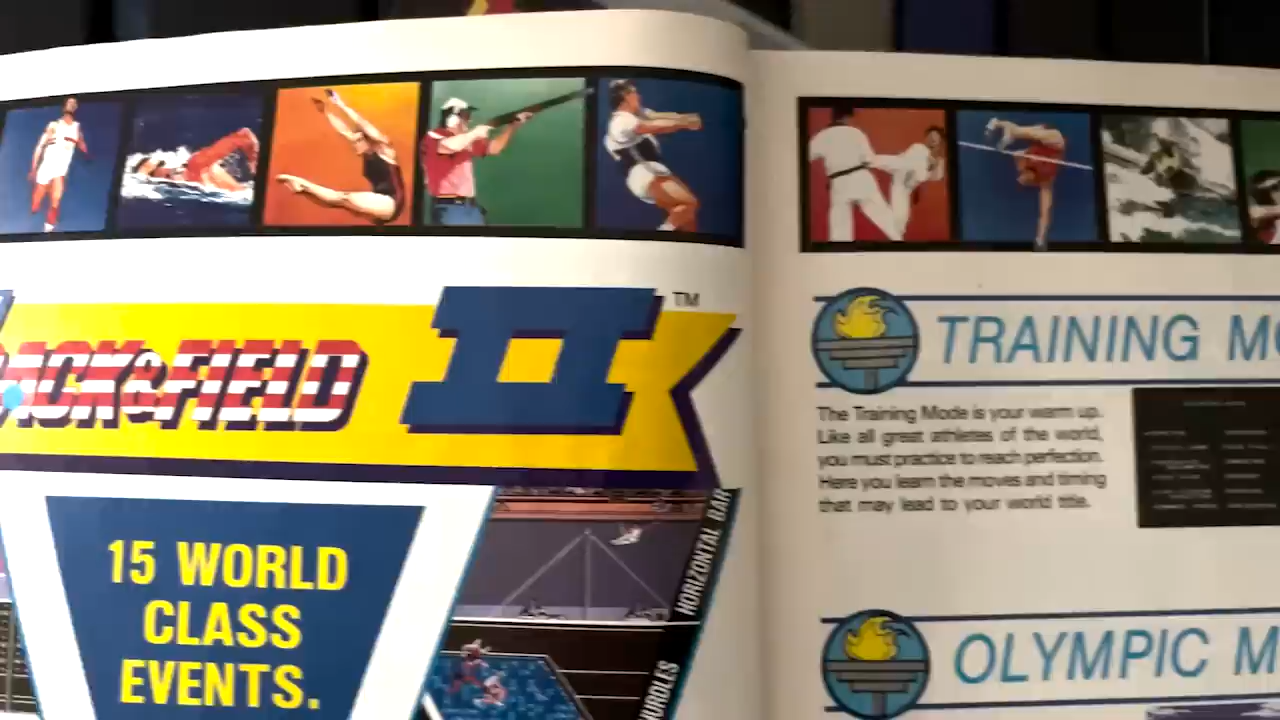 ACK&FIELD II ™
15 WORLD
CLASS
EVENTS.
HORIZONTAL BAR
HURDLES
TRAINING MO
The Training Mode is your warm up.
Like all great athletes of the world,
you must practice to reach perfection.
Here you learn the moves and timing
that may lead to your world title.
OLYMPIC M